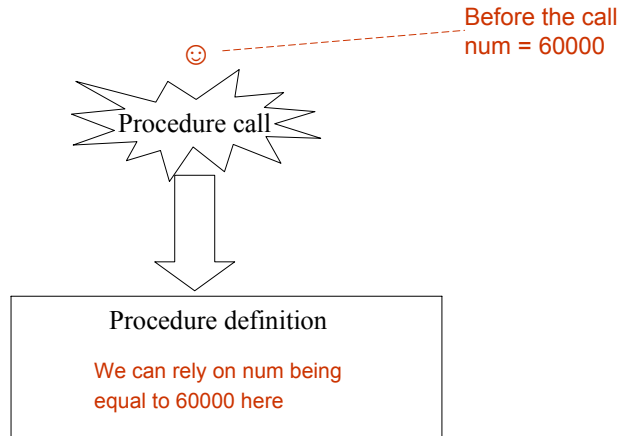 Before the call
num = 60000
Procedure call
Procedure definition
We can rely on num being
equal to 60000 here